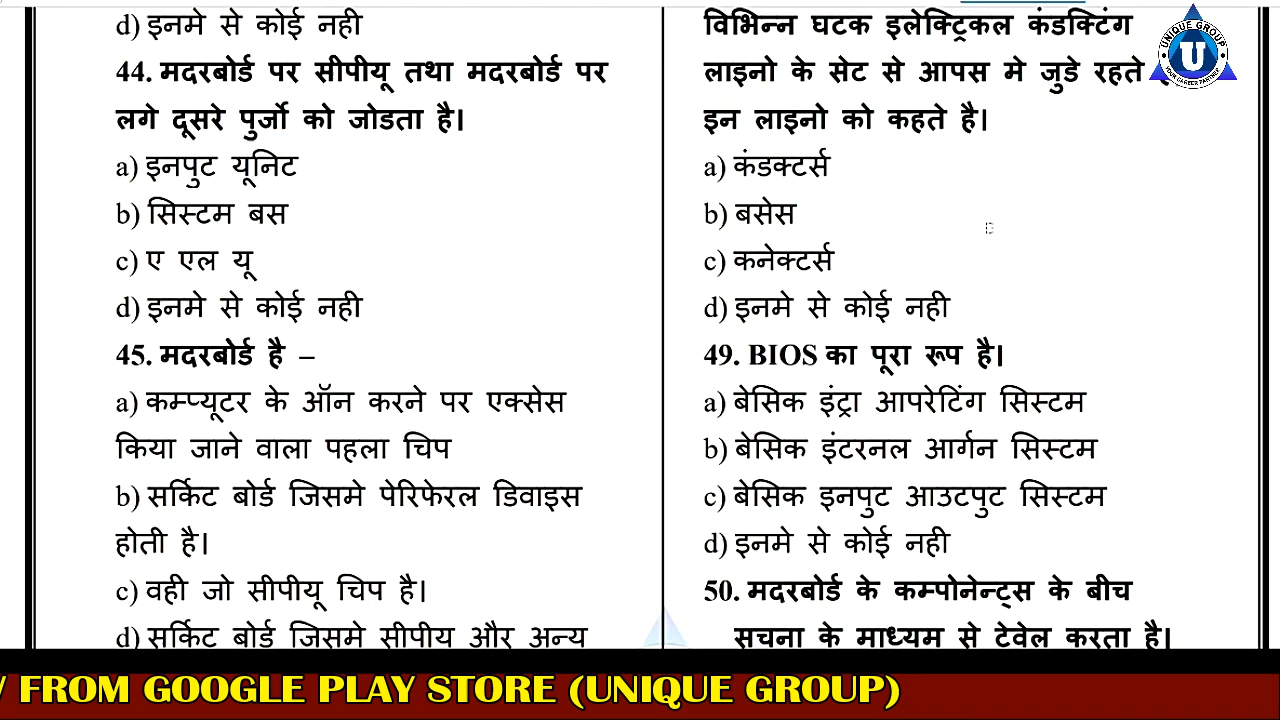 d) इनमे से कोई नही
44. मदरबोर्ड पर सीपीयू तथा मदरबोर्ड पर
लगे दूसरे पुर्जो को जोडता है।
a) इनपुट यूनिट
b) सिस्टम बस
c) ए एल यू
d) इनमे से कोई नही
45. मदरबोर्ड है –
a) कम्प्यूटर के ऑन करने पर एक्सेस
किया जाने वाला पहला चिप
b) सर्किट बोर्ड जिसमे पेरिफेरल डिवाइस
होती है।
c) वही जो सीपीयू चिप है।
d) सर्किट बोर्ड जिसमे सीपीयू और अन्य
विभिन्न घटक इलेक्ट्रिकल कंडक्टिंग
लाइनो के सेट से आपस मे जुडे रहते
इन लाइनो को कहते है।
a) कंडक्टर्स
b) बसेस
c) कनेक्टर्स
d) इनमे से कोई नही
49. BIOS का पूरा रूप है।
a) बेसिक इंट्रा आपरेटिंग सिस्टम
b) बेसिक इंटरनल आर्गन सिस्टम
c) बेसिक इनपुट आउटपुट सिस्टम
d) इनमे से कोई नही
50. मदरबोर्ड के कम्पोनेन्ट्स के बीच
सूचना के माध्यम से ट्रेवेल करता है।
UNIQUE GROUP
U
YOUR CAREER PARTNER
FROM GOOGLE PLAY STORE (UNIQUE GROUP)